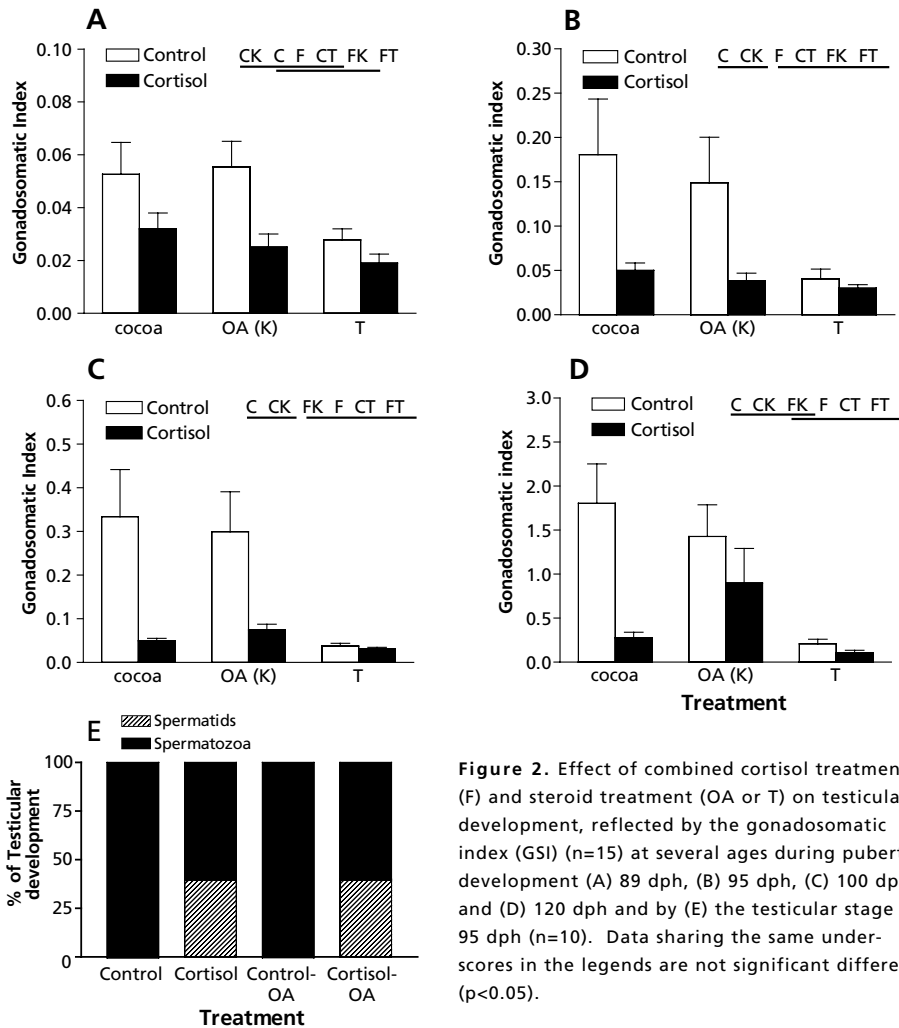 A
Control
Cortisol
CK C F CT FK FT
Gonadosomatic Index
0.10
0.08
0.06
0.04
0.02
0.00
cocoa OA (K) T
B
Control
Cortisol
C CK F CT FK FT
Gonadosomatic Index
0.30
0.25
0.20
0.15
0.10
0.05
0.00
cocoa OA (K) T
C
Control
Cortisol
C CK FK F CT FT
Gonadosomatic Index
0.6
0.5
0.4
0.3
0.2
0.1
0.0
cocoa OA (K) T
D
Control
Cortisol
C CK FK F CT FT
Gonadosomatic index
3.0
2.5
2.0
1.5
1.0
0.5
0.0
cocoa OA (K) T
Treatment
E
Spermatids
Spermatozoa
% of Testicular
development
100
75
50
25
0
Control Cortisol Control- Cortisol-
OA OA
Treatment
Figure 2. Effect of combined cortisol treatmen
(F) and steroid treatment (OA or T) on testicula
development, reflected by the gonadosomatic
index (GSI) (n=15) at several ages during pubert
development (A) 89 dph, (B) 95 dph, (C) 100 dp
and (D) 120 dph and by (E) the testicular stage
95 dph (n=10). Data sharing the same under-
scores in the legends are not significant differe
(p<0.05).